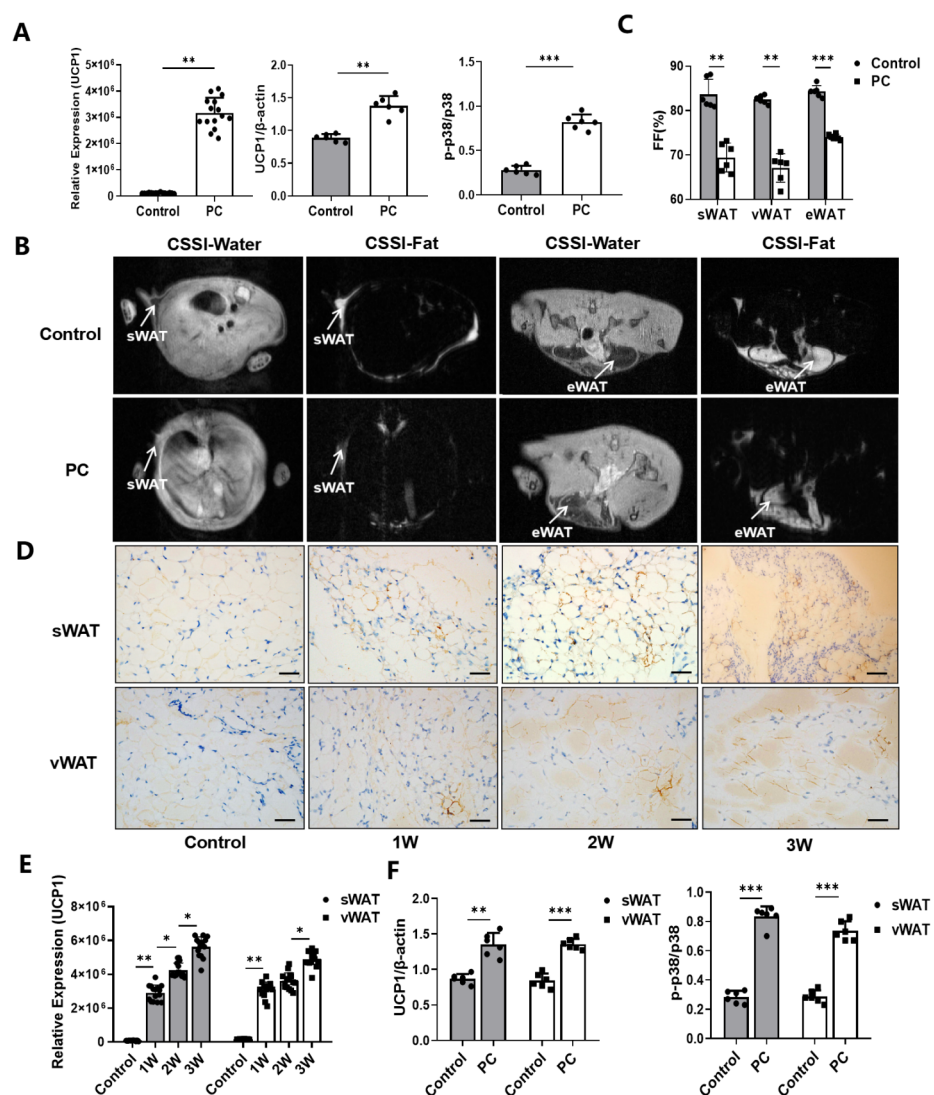 A
Relative Expression (UCP1)
5×10⁶
4×10⁶
3×10⁶
2×10⁶
1×10⁶
0
**
Control PC
UCP1/β-actin
2.0
1.5
1.0
0.5
0.0
**
Control PC
p-p38/p38
1.5
1.0
0.5
0.0
***
Control PC
C
FF(%)
90
80
70
60
** ** ***
sWAT vWAT eWAT
Control
PC
B
CSSI-Water CSSI-Fat CSSI-Water CSSI-Fat
Control
sWAT
sWAT
eWAT
eWAT
PC
sWAT
sWAT
eWAT
eWAT
D
sWAT
vWAT
Control 1W 2W 3W
E
Relative Expression (UCP1)
8×10⁶
6×10⁶
4×10⁶
2×10⁶
0
** * *
** *
Control 1W 2W 3W Control 1W 2W 3W
sWAT
vWAT
F
UCP1/β-actin
2.0
1.5
1.0
0.5
0.0
** ***
Control PC Control PC
sWAT
vWAT
p-p38/p38
1.0
0.8
0.6
0.4
0.2
0.0
*** ***
Control PC Control PC
sWAT
vWAT